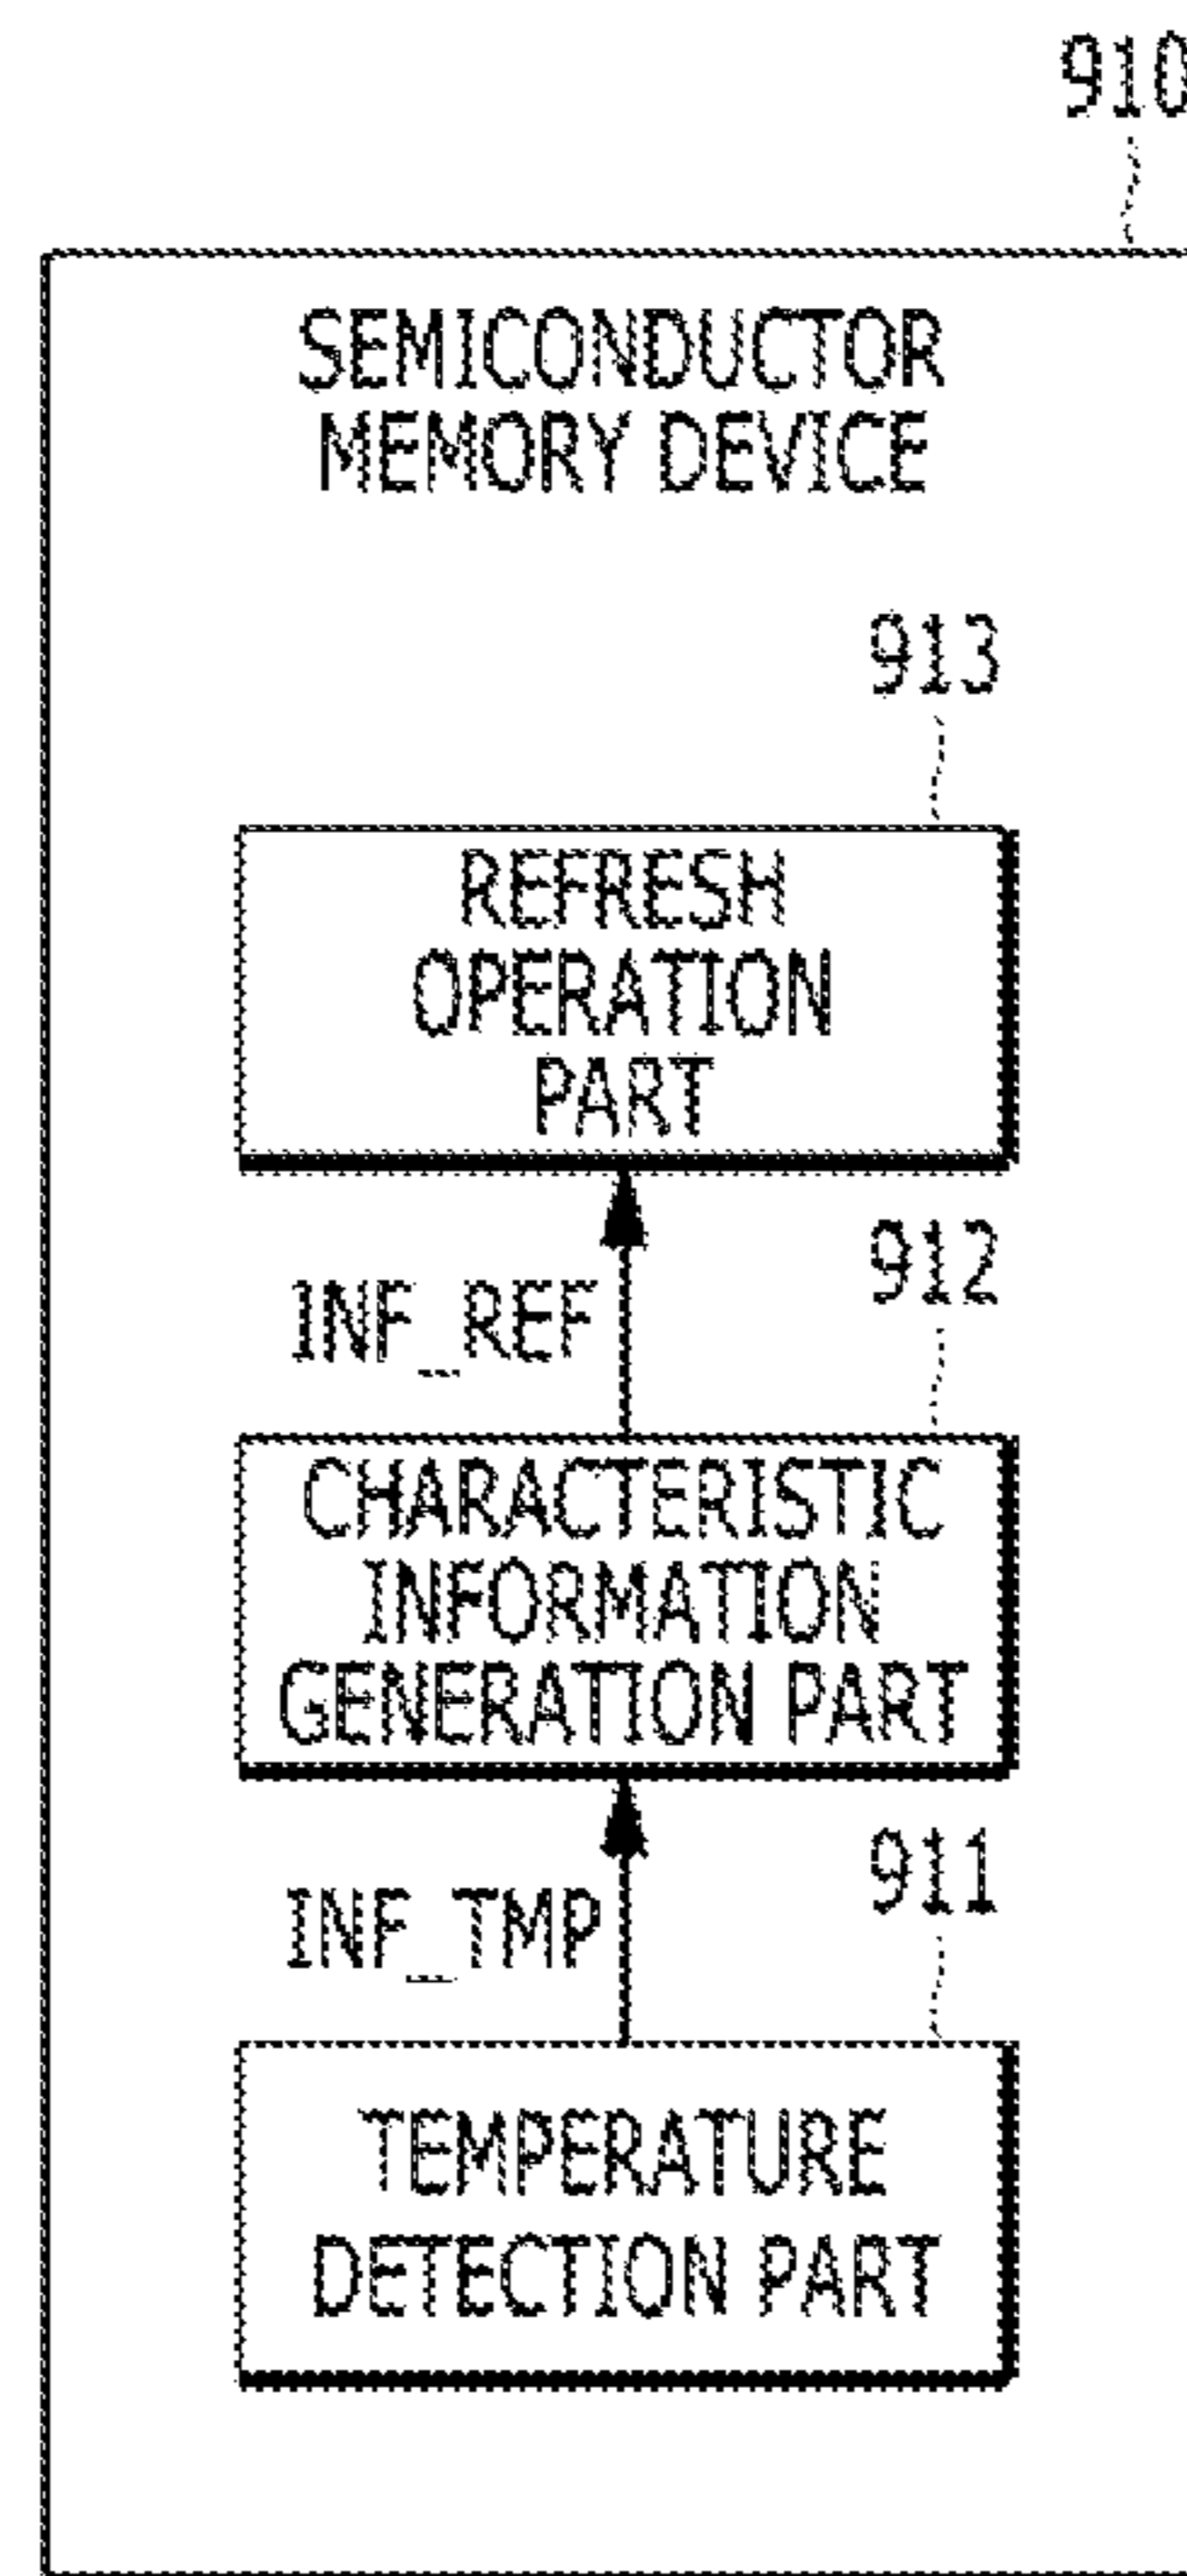 910
SEMICONDUCTOR
MEMORY DEVICE
913
REFRESH
OPERATION
PART
912
INF_REF
CHARACTERISTIC
INFORMATION
GENERATION PART
911
INF_TMP
TEMPERATURE
DETECTION PART